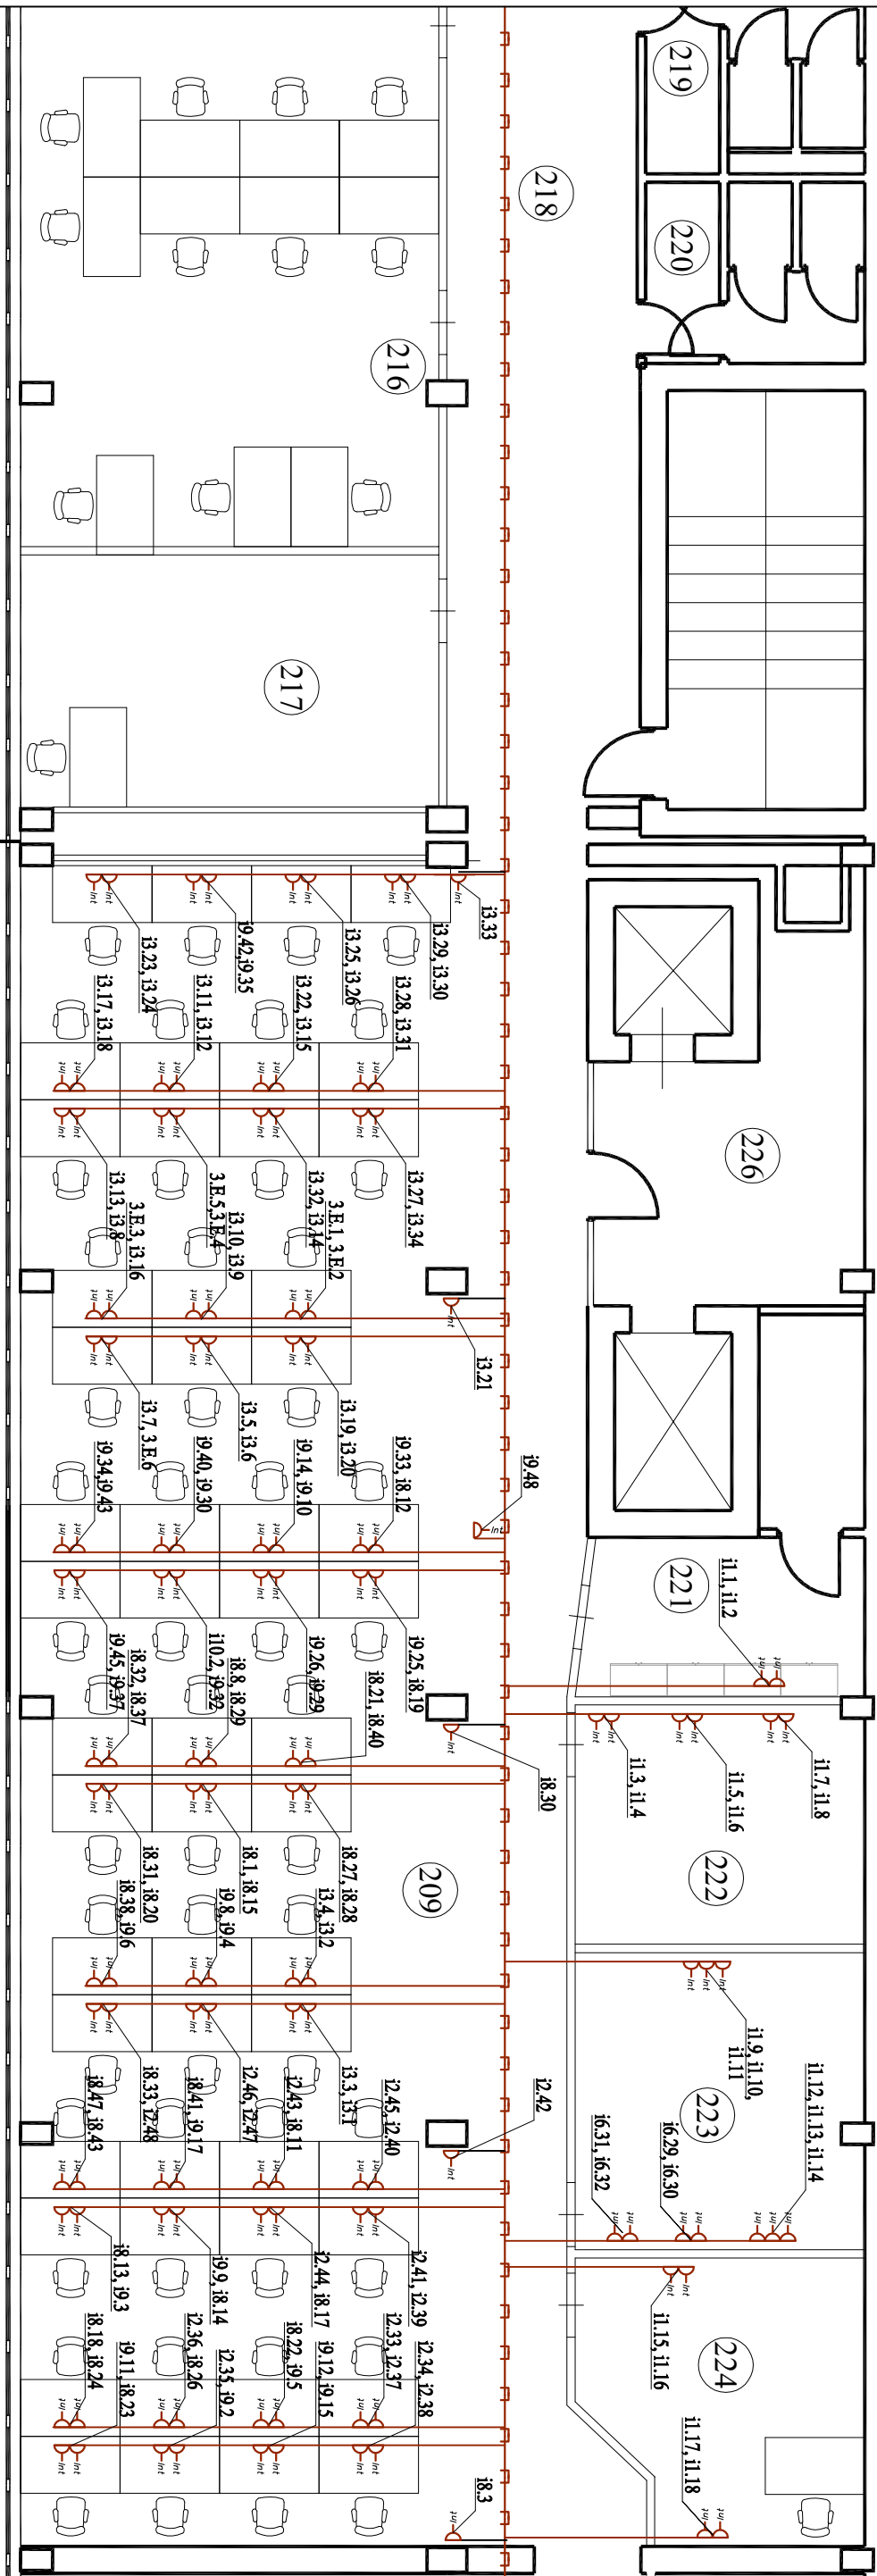 219
220
218
216
217
226
221
222
223
224
209
i3.33
i3.29, i3.30
i3.25, i3.26
i9.42,i9.35
i3.23, i3.24
i3.28, i3.31
i3.22, i3.15
i3.11, i3.12
i3.17, i3.18
i3.27, i3.34
i3.32, i3.14
3.E.5,3.E.4
i3.13, i3.8
3.E.1, 3.E.2
i3.10, i3.9
3.E.3, i3.16
i3.21
i3.19, i3.20
i3.5, i3.6
i3.7, 3.E.6
i9.48
i9.33, i8.12
i9.14, i9.10
i9.40, i9.30
i9.34,i9.43
i9.25, i8.19
i9.26, i9.29
i10.2, i9.32
i9.45, i9.37
i8.21, i8.40
i8.8, i8.29
i8.32, i8.37
i8.30
i8.27, i8.28
i8.1, i8.15
i8.31, i8.20
i3.4, i3.2
i9.8, i9.4
i8.38, i9.6
i3.3, i3.1
i2.46, i2.47
i8.33, i2.48
i2.42
i2.45, i2.40
i2.43, i8.11
i8.41, i9.17
i8.47, i8.43
i2.41, i2.39
i2.44, i8.17
i9.9, i8.14
i8.13, i9.3
i2.33, i2.37
i8.22, i9.5
i2.36, i8.26
i8.18, i8.24
i2.34, i2.38
i9.12, i9.15
i2.35, i9.2
i9.11, i8.23
i8.3
i1.1, i1.2
i1.7, i1.8
i1.5, i1.6
i1.3, i1.4
i1.9, i1.10,
i1.11
i1.12, i1.13, i1.14
i6.29, i6.30
i6.31, i6.32
i1.15, i1.16
i1.17, i1.18